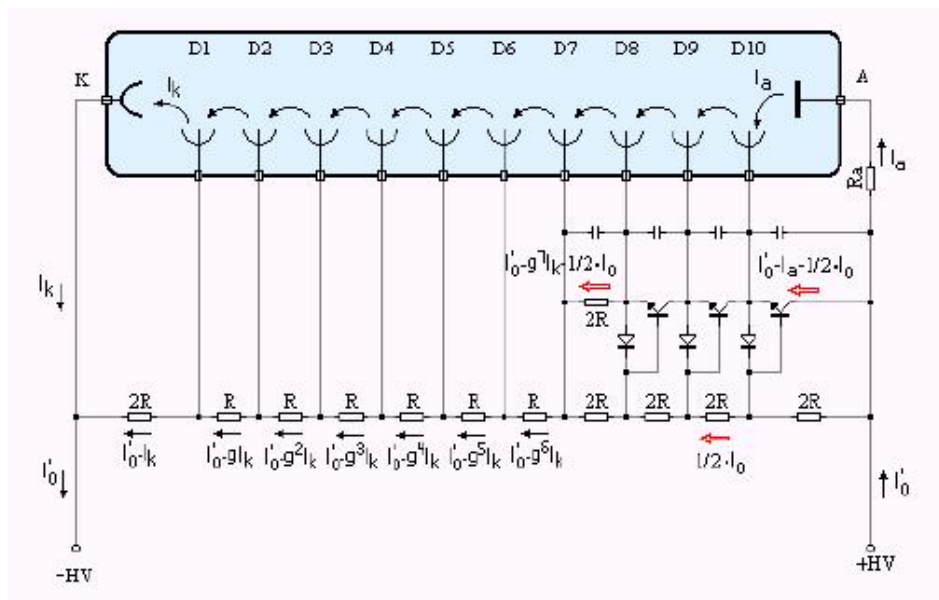 D1 D2 D3 D4 D5 D6 D7 D8 D9 D10
K A
Ik Ia
Ia
Ra
I'0-g7Ik-1/2·I0 I'0-Ia-1/2·I0
Ik
2R
2R R R R R R R 2R 2R 2R 2R
I'0-Ik I'0-gIk I'0-g2Ik I'0-g3Ik I'0-g4Ik I'0-g5Ik I'0-g6Ik 1/2·I0
I'0 I'0
-HV +HV